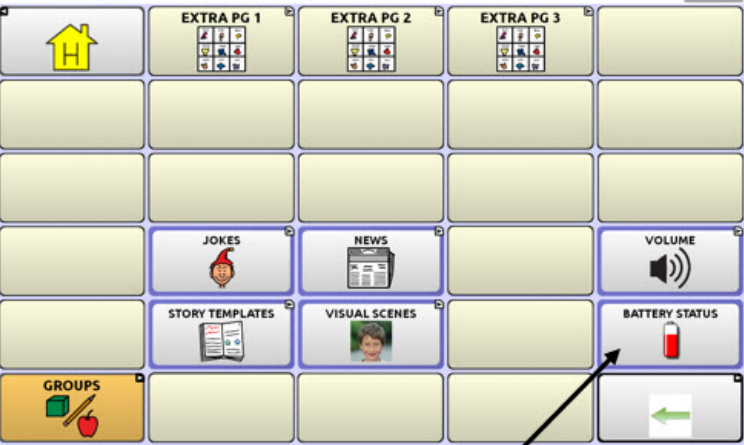 EXTRA PG 1
EXTRA PG 2
EXTRA PG 3
H
JOKES
NEWS
VOLUME
STORY TEMPLATES
VISUAL SCENES
BATTERY STATUS
GROUPS